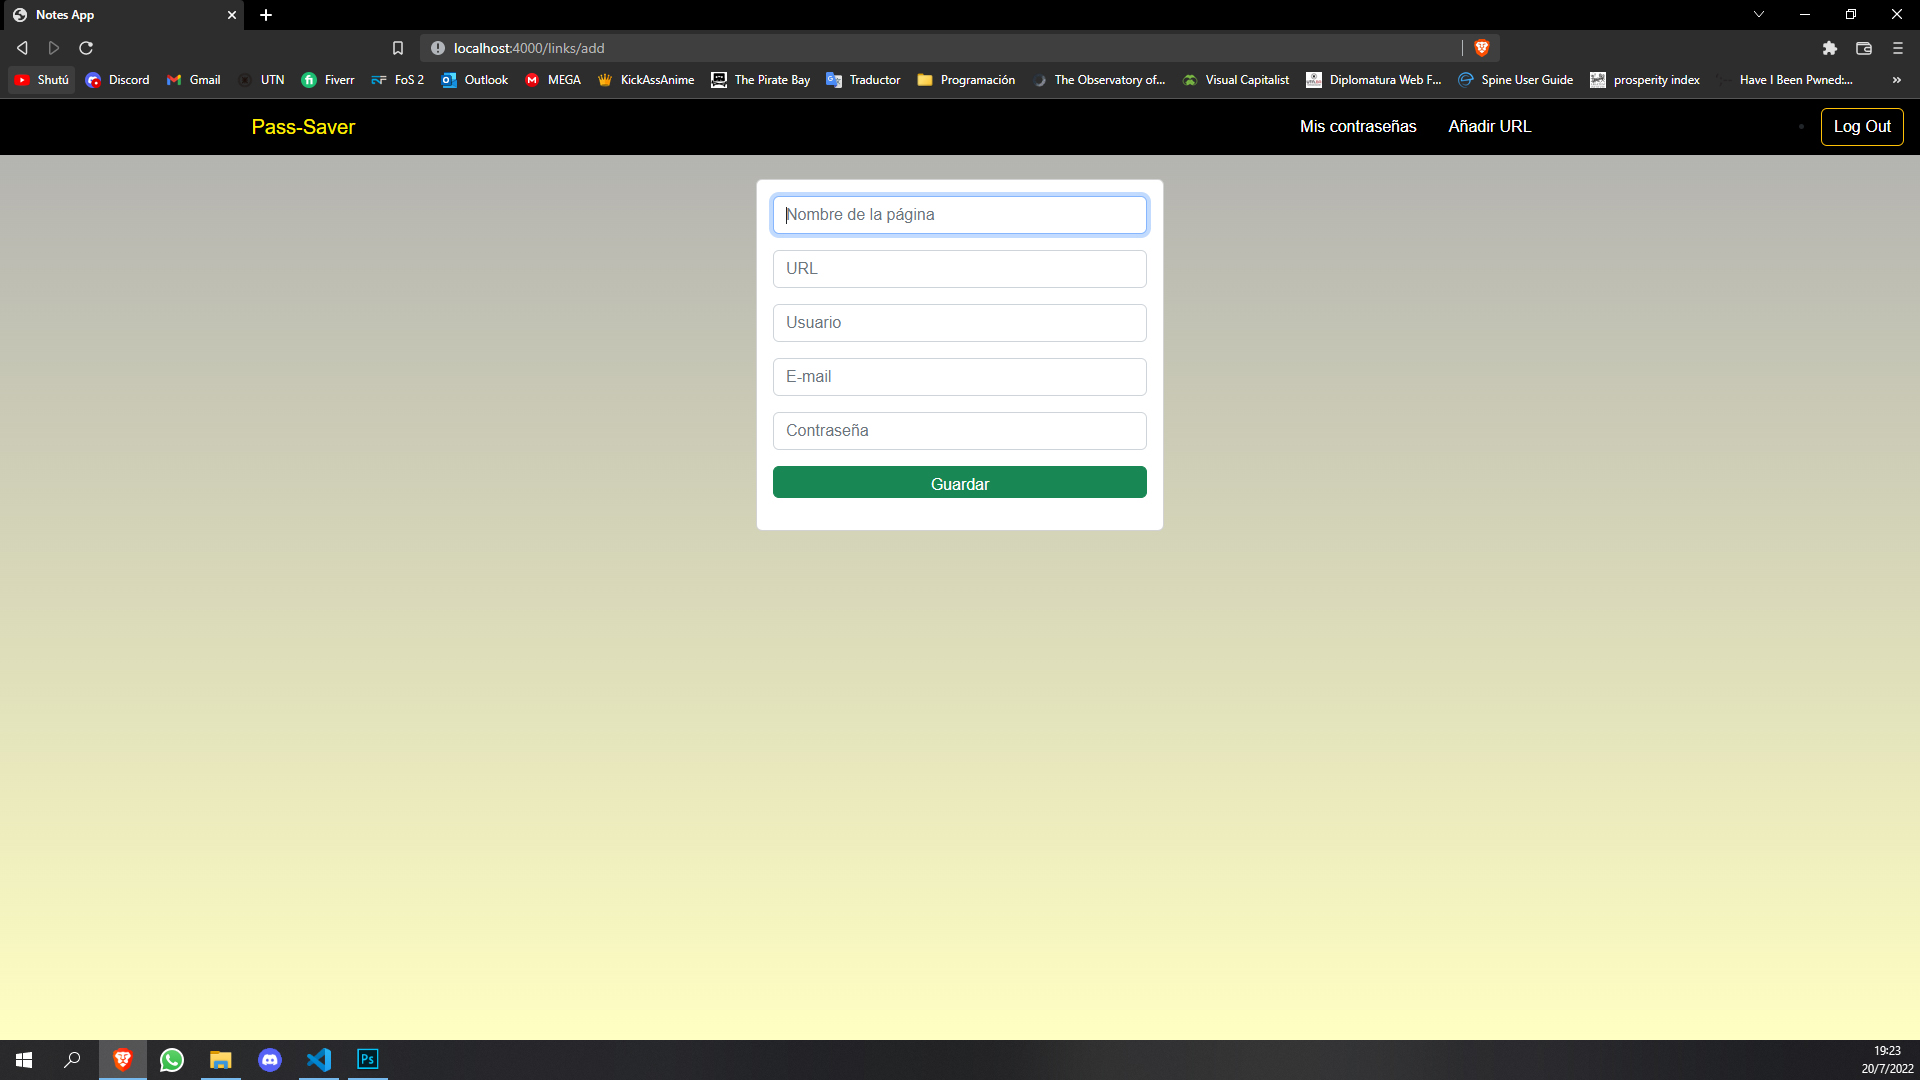 Notes App
localhost:4000/links/add
Shutú Discord Gmail UTN Fiverr FoS 2 Outlook MEGA KickAssAnime The Pirate Bay Traductor Programación The Observatory of... Visual Capitalist Diplomatura Web F... Spine User Guide prosperity index Have I Been Pwned:... »
Pass-Saver Mis contraseñas Añadir URL Log Out
Nombre de la página
URL
Usuario
E-mail
Contraseña
Guardar
Ps
19:23
20/7/2022